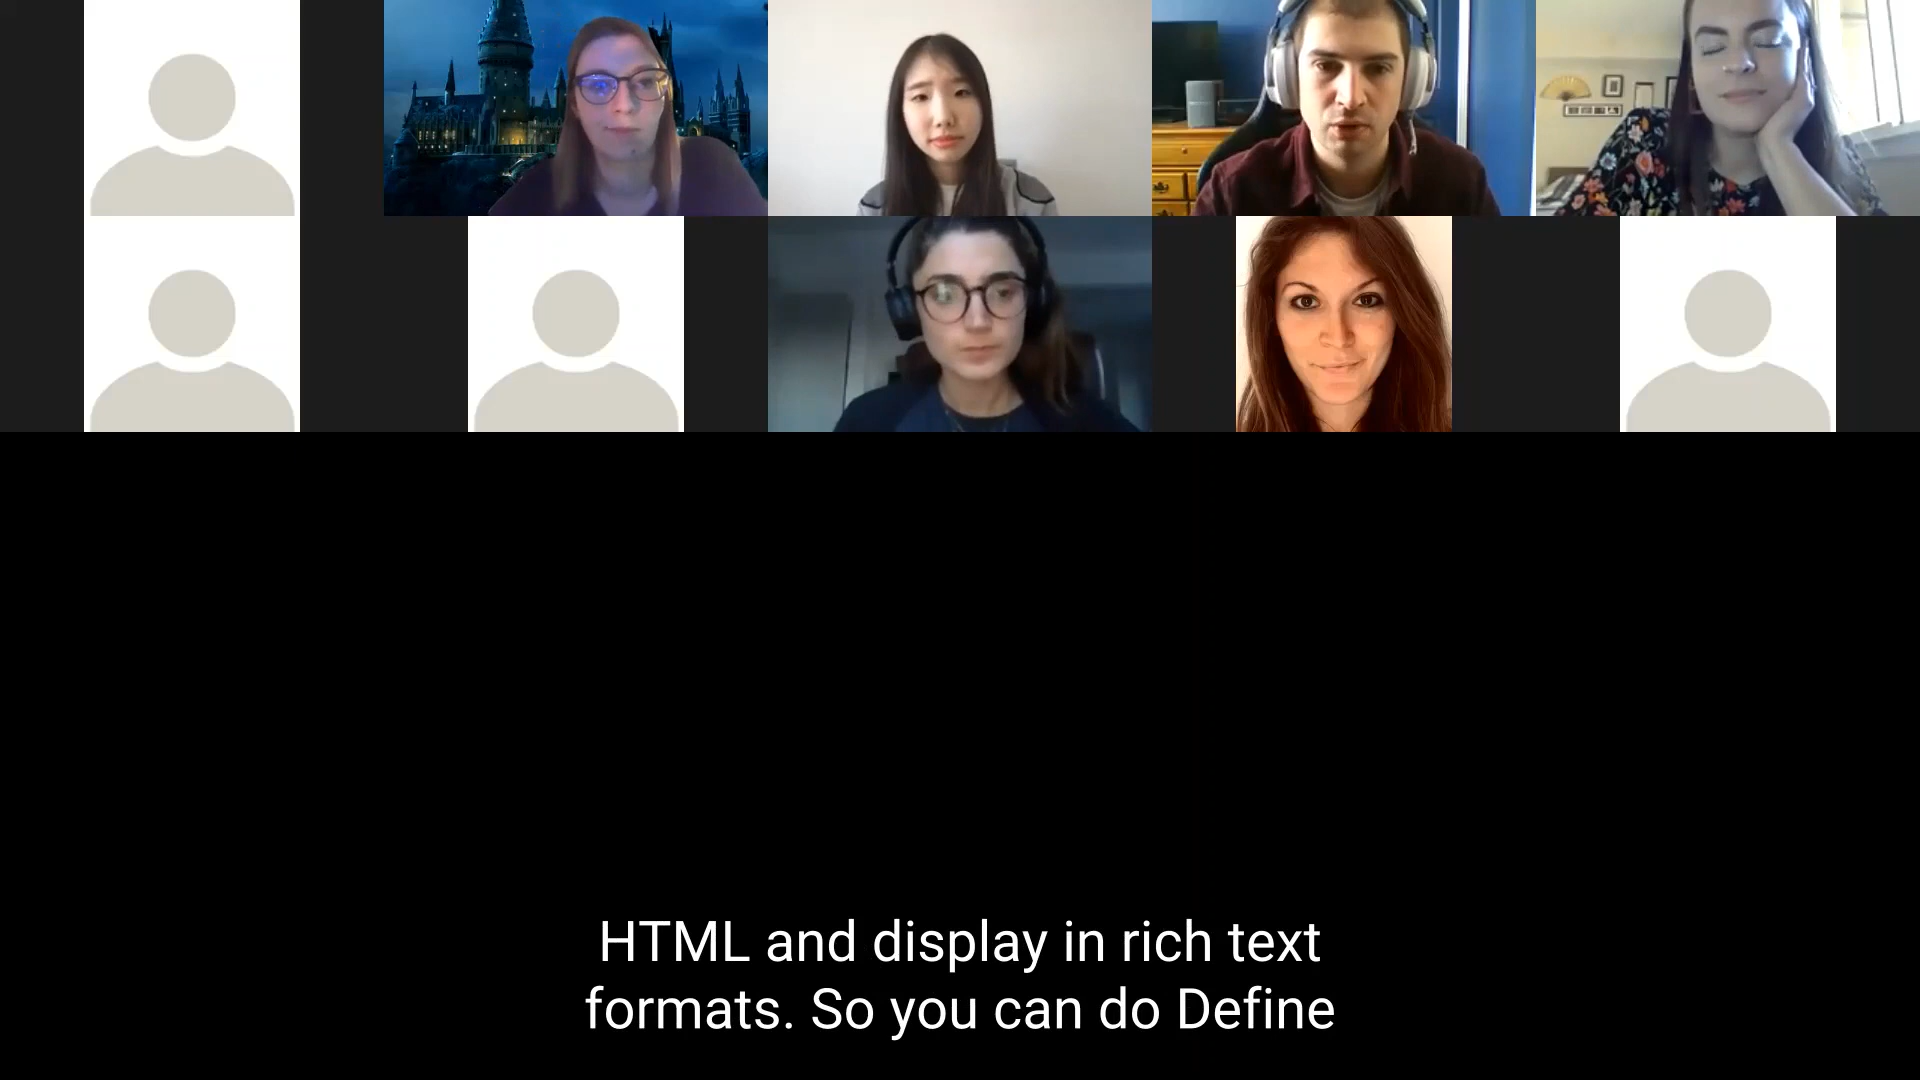 HTML and display in rich text
formats. So you can do Define